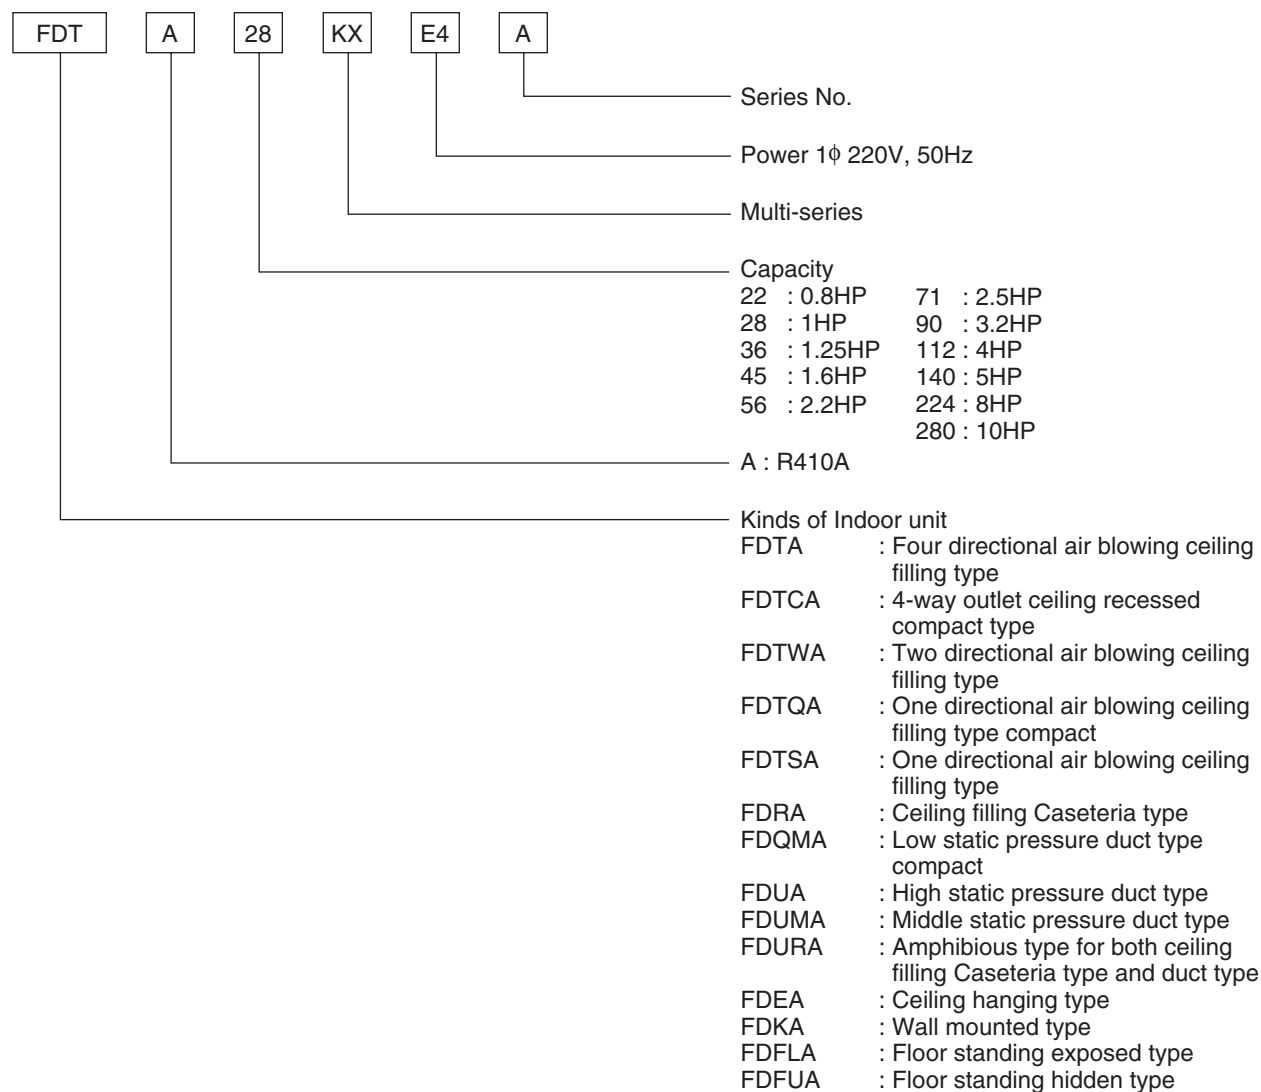 FDT A 28 KX E4 A
Series No.
Power 1ϕ 220V, 50Hz
Multi-series
Capacity
22 : 0.8HP 71 : 2.5HP
28 : 1HP 90 : 3.2HP
36 : 1.25HP 112 : 4HP
45 : 1.6HP 140 : 5HP
56 : 2.2HP 224 : 8HP
280 : 10HP
A : R410A
Kinds of Indoor unit
FDTA : Four directional air blowing ceiling
filling type
FDTCA : 4-way outlet ceiling recessed
compact type
FDTWA : Two directional air blowing ceiling
filling type
FDTQA : One directional air blowing ceiling
filling type compact
FDTSA : One directional air blowing ceiling
filling type
FDRA : Ceiling filling Caseteria type
FDQMA : Low static pressure duct type
compact
FDUA : High static pressure duct type
FDUMA : Middle static pressure duct type
FDURA : Amphibious type for both ceiling
filling Caseteria type and duct type
FDEA : Ceiling hanging type
FDKA : Wall mounted type
FDFLA : Floor standing exposed type
FDFUA : Floor standing hidden type